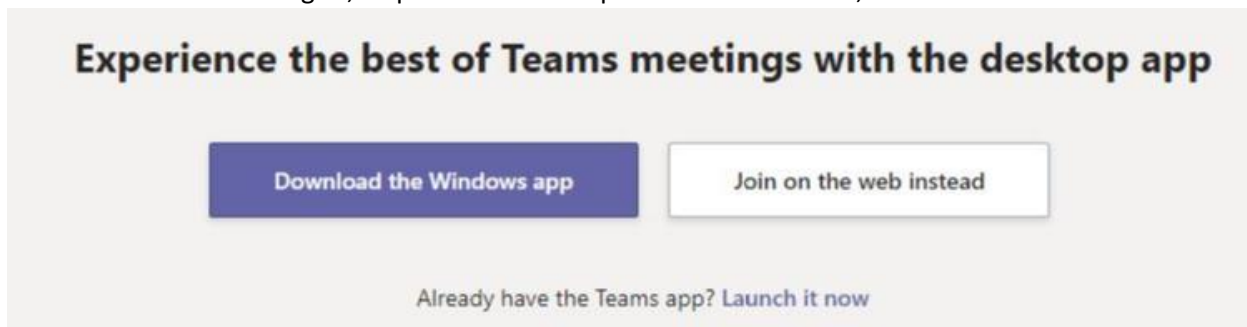 Experience the best of Teams meetings with the desktop app
Download the Windows app
Join on the web instead
Already have the Teams app? Launch it now